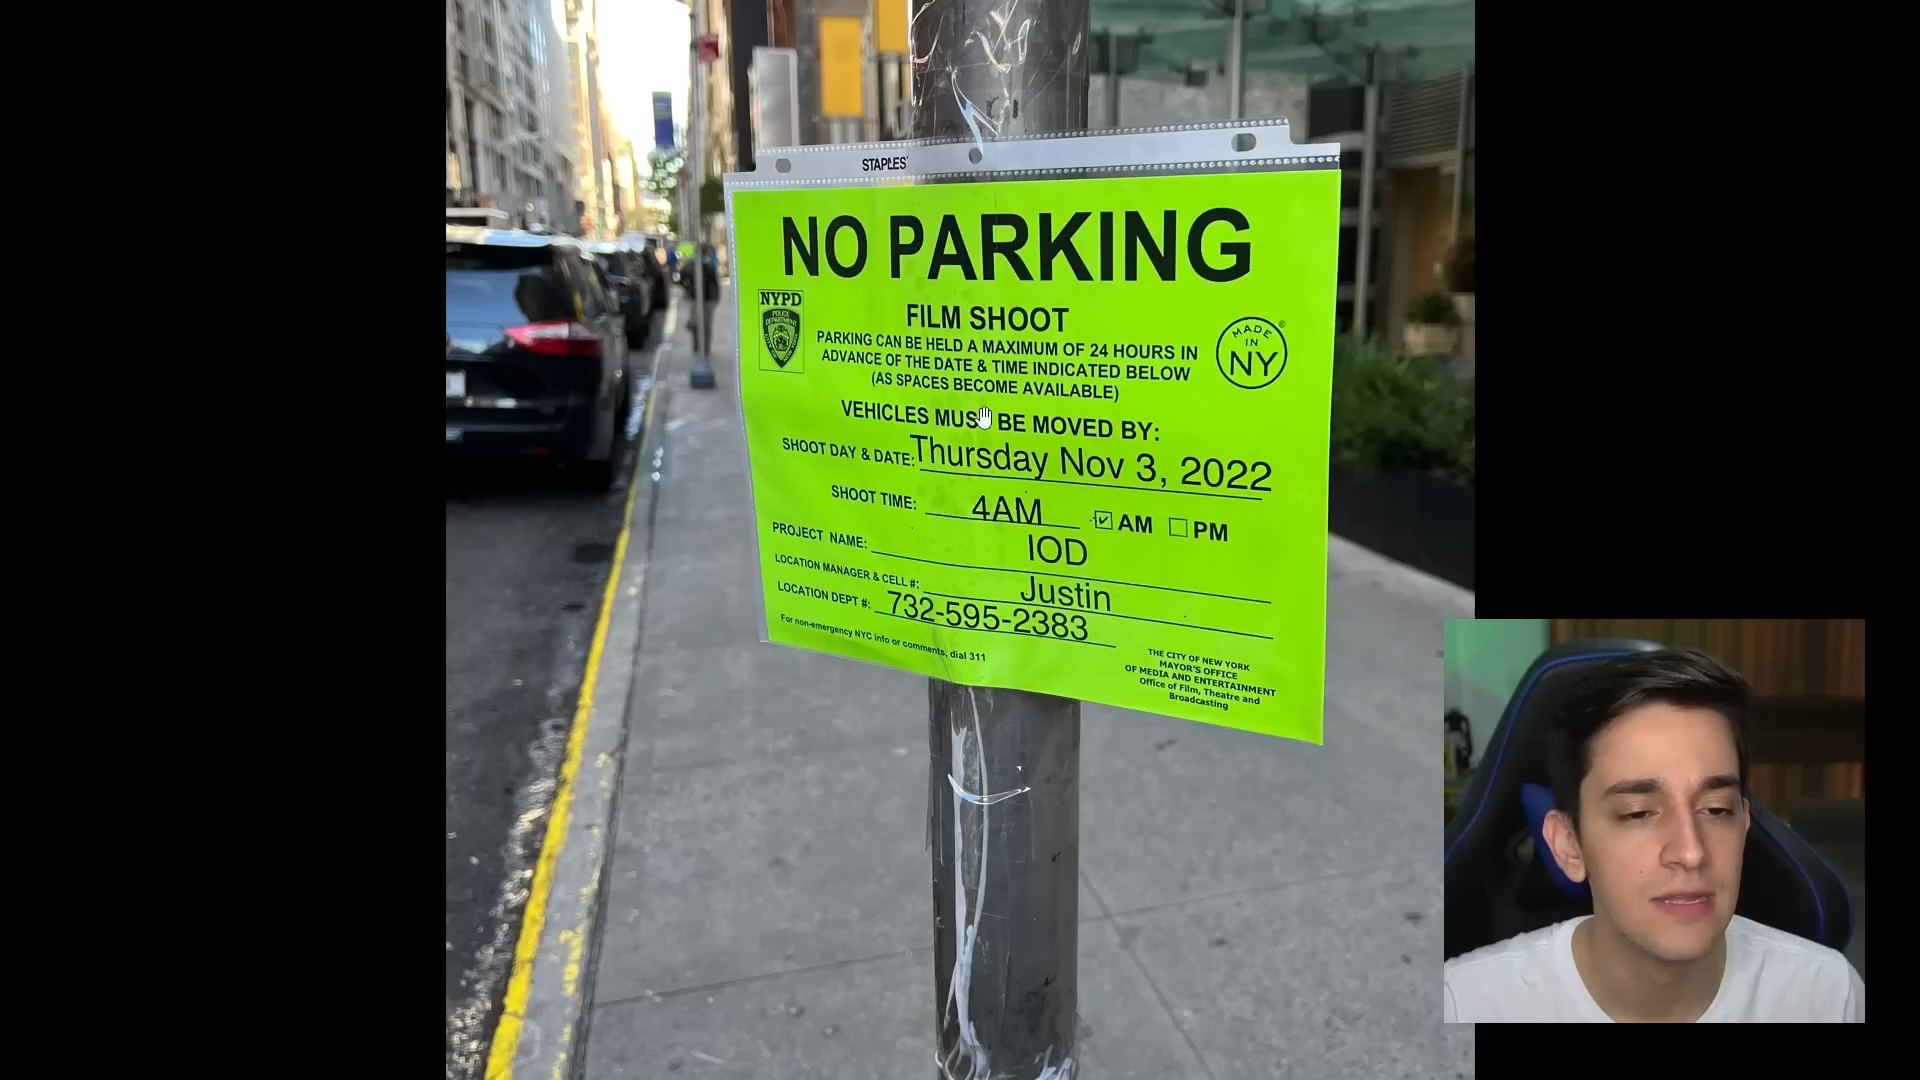 STAPLES
NO PARKING
NYPD
POLICE
DEPARTMENT
FILM SHOOT
PARKING CAN BE HELD A MAXIMUM OF 24 HOURS IN
ADVANCE OF THE DATE & TIME INDICATED BELOW
(AS SPACES BECOME AVAILABLE)
MADE
IN
NY
®
VEHICLES MUST BE MOVED BY:
SHOOT DAY & DATE: Thursday Nov 3, 2022
SHOOT TIME: 4AM AM PM
PROJECT NAME: IOD
LOCATION MANAGER & CELL #: Justin
LOCATION DEPT #: 732-595-2383
For non-emergency NYC info or comments, dial 311
THE CITY OF NEW YORK
MAYOR'S OFFICE
OF MEDIA AND ENTERTAINMENT
Office of Film, Theatre and
Broadcasting